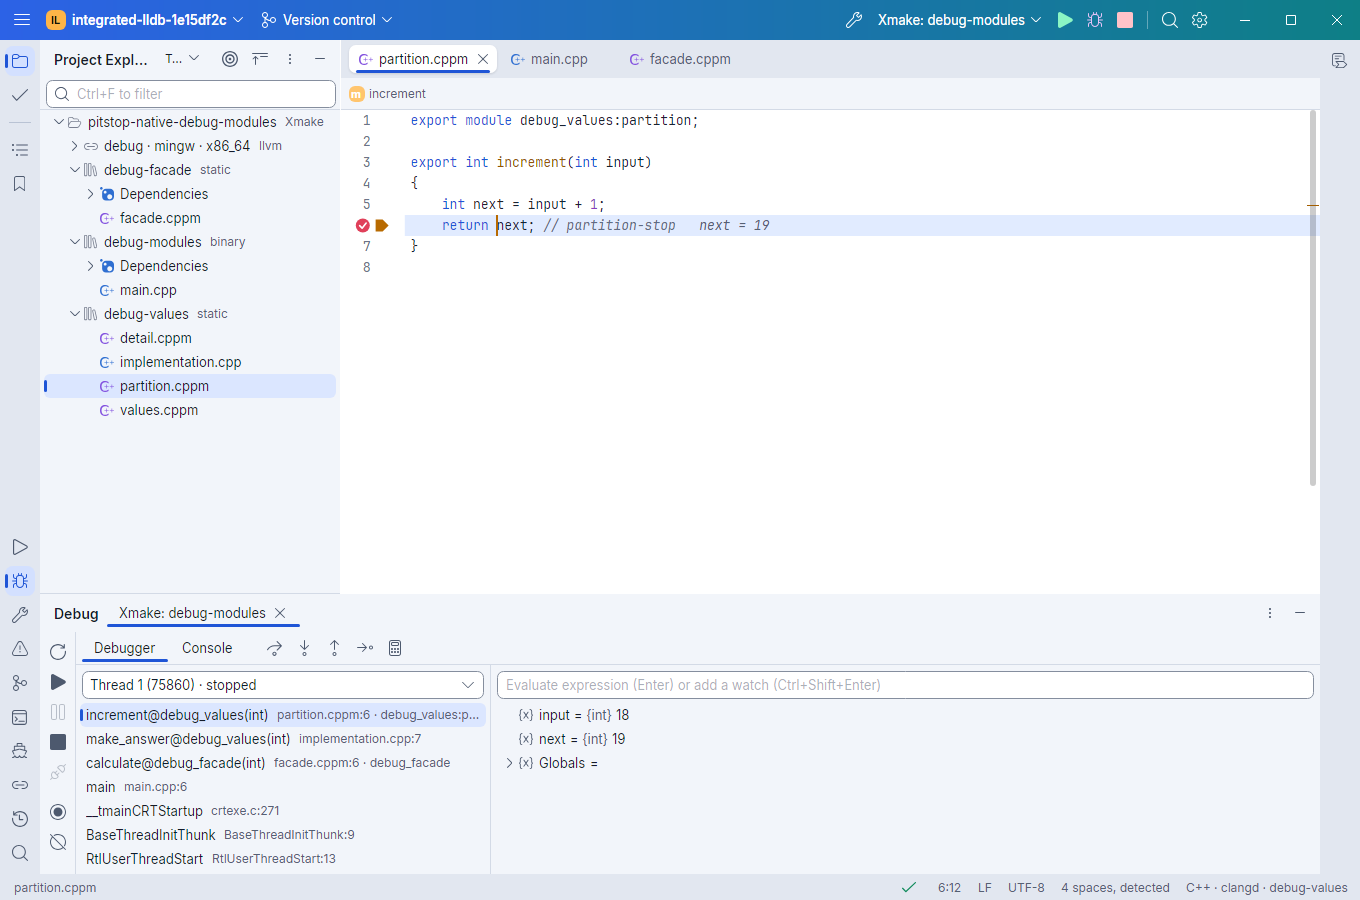 IL integrated-lldb-1e15df2c Version control Xmake: debug-modules
Project Expl... T...
Ctrl+F to filter
pitstop-native-debug-modules Xmake
debug · mingw · x86_64 llvm
debug-facade static
Dependencies
facade.cppm
debug-modules binary
Dependencies
main.cpp
debug-values static
detail.cppm
implementation.cpp
partition.cppm
values.cppm
partition.cppm main.cpp facade.cppm
m increment
1 export module debug_values:partition;
2
3 export int increment(int input)
4 {
5 int next = input + 1;
return next; // partition-stop next = 19
7 }
8
Debug Xmake: debug-modules
Debugger Console
Thread 1 (75860) · stopped
increment@debug_values(int) partition.cppm:6 · debug_values:p...
make_answer@debug_values(int) implementation.cpp:7
calculate@debug_facade(int) facade.cppm:6 · debug_facade
main main.cpp:6
__tmainCRTStartup crtexe.c:271
BaseThreadInitThunk BaseThreadInitThunk:9
RtlUserThreadStart RtlUserThreadStart:13
Evaluate expression (Enter) or add a watch (Ctrl+Shift+Enter)
{x} input = {int} 18
{x} next = {int} 19
{x} Globals =
partition.cppm 6:12 LF UTF-8 4 spaces, detected C++ · clangd · debug-values